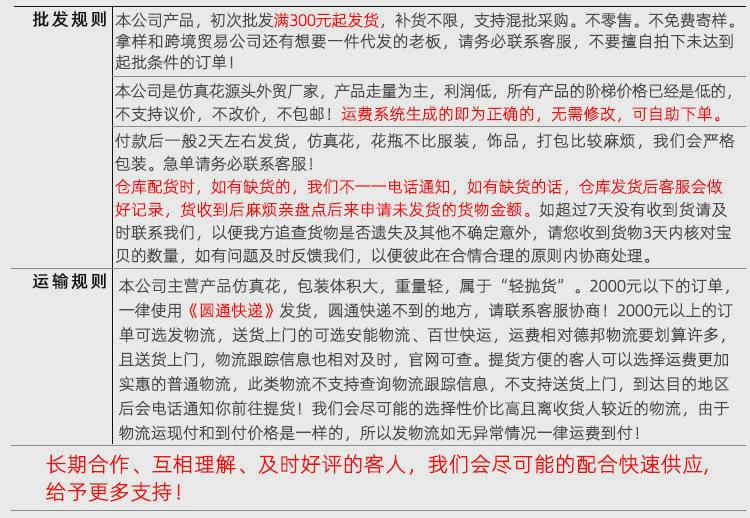 批发规则
本公司产品，初次批发满300元起发货，补货不限，支持混批采购。不零售。不免费寄样。
拿样和跨境贸易公司还有想要一件代发的老板，请务必联系客服，不要擅自拍下未达到
起批条件的订单！
本公司是仿真花源头外贸厂家，产品走量为主，利润低，所有产品的阶梯价格已经是低的，
不支持议价，不改价，不包邮！运费系统生成的即为正确的，无需修改，可自助下单。
付款后一般2天左右发货，仿真花，花瓶不比服装，饰品，打包比较麻烦，我们会严格
包装。急单请务必联系客服！
仓库配货时，如有缺货的，我们不一一电话通知，如有缺货的话，仓库发货后客服会做
好记录，货收到后麻烦亲盘点后来申请未发货的货物金额。如超过7天没有收到货请及
时联系我们，以便我方追查货物是否遗失及其他不确定意外，请您收到货物3天内核对宝
贝的数量，如有问题及时反馈我们，以便彼此在合情合理的原则内协商处理。
运输规则
本公司主营产品仿真花，包装体积大，重量轻，属于“轻抛货”。2000元以下的订单，
一律使用《圆通快递》发货，圆通快递不到的地方，请联系客服协商！2000元以上的订
单可选发物流，送货上门的可选安能物流、百世快运，运费相对德邦物流要划算许多，
且送货上门，物流跟踪信息也相对及时，官网可查。提货方便的客人可以选择运费更加
实惠的普通物流，此类物流不支持查询物流跟踪信息，不支持送货上门，到达目的地区
后会电话通知你前往提货！我们会尽可能的选择性价比高且离收货人较近的物流，由于
物流运现付和到付价格是一样的，所以发物流如无异常情况一律运费到付！
长期合作、互相理解、及时好评的客人，我们会尽可能的配合快速供应，
给予更多支持！